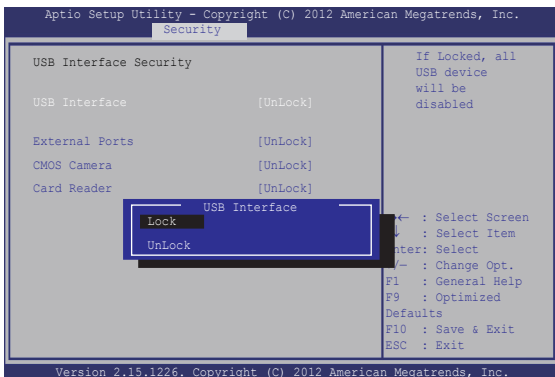 Aptio Setup Utility - Copyright (C) 2012 American Megatrends, Inc.
Security
USB Interface Security
USB Interface [UnLock]
External Ports [UnLock]
CMOS Camera [UnLock]
Card Reader [UnLock]
USB Interface
Lock
UnLock
If Locked, all
USB device
will be
disabled
→← : Select Screen
↓ : Select Item
nter: Select
/— : Change Opt.
F1 : General Help
F9 : Optimized
Defaults
F10 : Save & Exit
ESC : Exit
Version 2.15.1226. Copyright (C) 2012 American Megatrends, Inc.